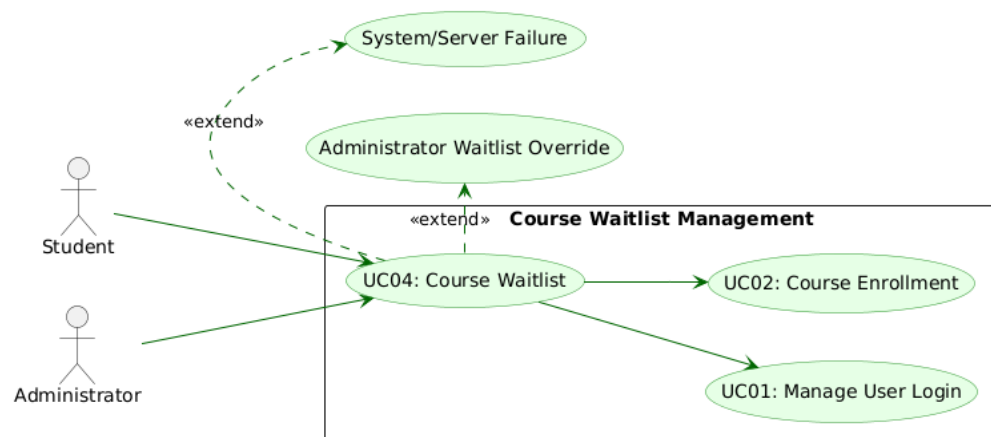 System/Server Failure
«extend»
Administrator Waitlist Override
Student
«extend»
Course Waitlist Management
UC04: Course Waitlist
UC02: Course Enrollment
Administrator
UC01: Manage User Login